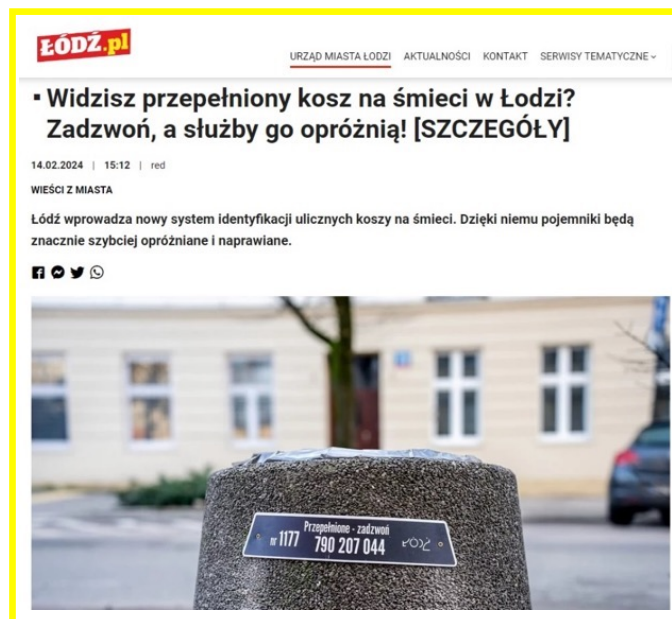 ŁÓDŹ.pl
URZĄD MIASTA ŁODZI AKTUALNOŚCI KONTAKT SERWISY TEMATYCZNE
Widzisz przepełniony kosz na śmieci w Łodzi?
Zadzwoń, a służby go opróżnią! [SZCZEGÓŁY]
14.02.2024 | 15:12 | red
WIEŚCI Z MIASTA
Łódź wprowadza nowy system identyfikacji ulicznych koszy na śmieci. Dzięki niemu pojemniki będą
znacznie szybciej opróżniane i naprawiane.
Przepełnione - zadzwoń
nr 1177 790 207 044